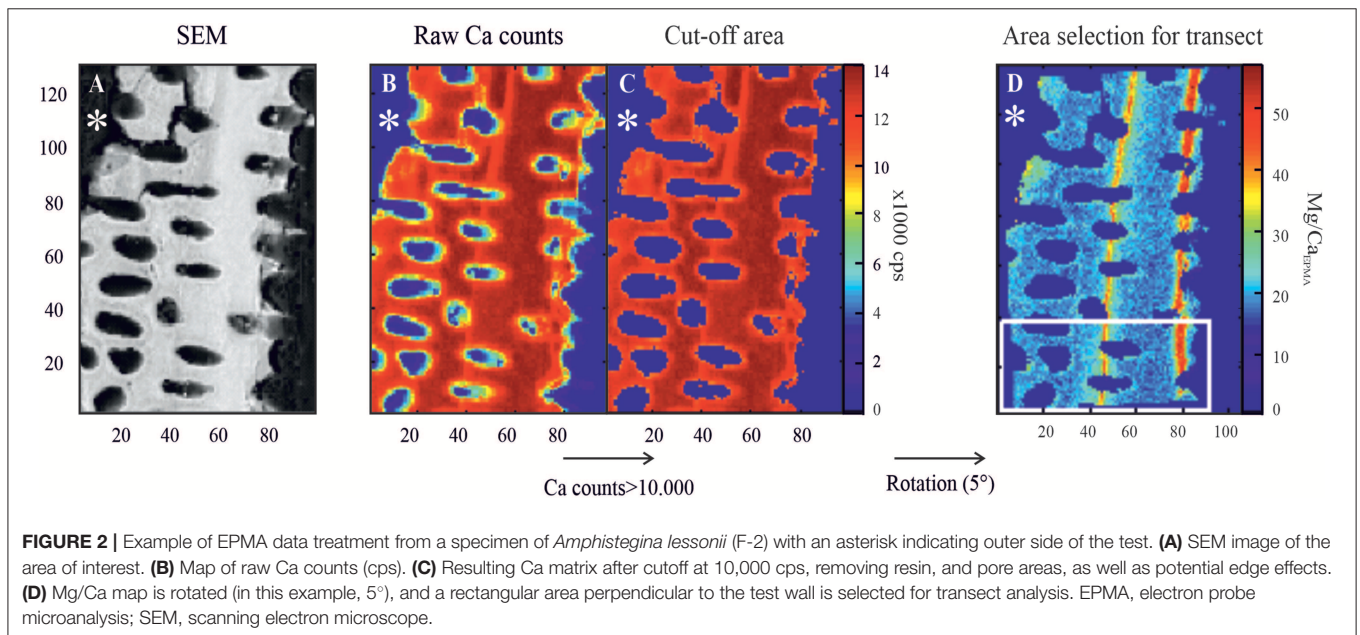 SEM
Raw Ca counts
Cut-off area
Area selection for transect
A
*
120
100
80
60
40
20
20 40 60 80
B
*
20 40 60 80
C
*
20 40 60 80
14
12
10
8
6
4
2
0
x1000 cps
Ca counts>10.000
Rotation (5°)
D
*
20 40 60 80 100
50
40
30
20
10
0
Mg/CaEPMA
FIGURE 2 | Example of EPMA data treatment from a specimen of Amphistegina lessonii (F-2) with an asterisk indicating outer side of the test. (A) SEM image of the
area of interest. (B) Map of raw Ca counts (cps). (C) Resulting Ca matrix after cutoff at 10,000 cps, removing resin, and pore areas, as well as potential edge effects.
(D) Mg/Ca map is rotated (in this example, 5°), and a rectangular area perpendicular to the test wall is selected for transect analysis. EPMA, electron probe
microanalysis; SEM, scanning electron microscope.